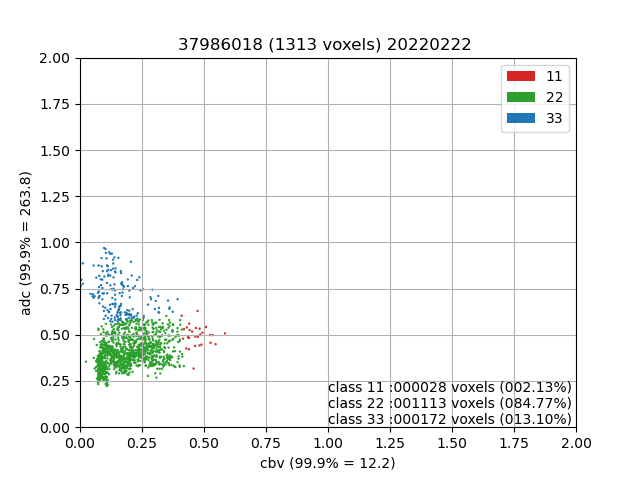 37986018 (1313 voxels) 20220222
2.00
1.75
1.50
1.25
1.00
0.75
0.50
0.25
0.00
adc (99.9% = 263.8)
11
22
33
class 11 :000028 voxels (002.13%)
class 22 :001113 voxels (084.77%)
class 33 :000172 voxels (013.10%)
0.00 0.25 0.50 0.75 1.00 1.25 1.50 1.75 2.00
cbv (99.9% = 12.2)